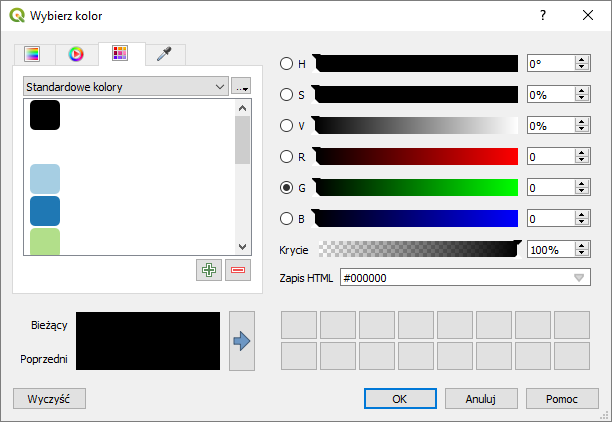 Wybierz kolor
?
Standardowe kolory
...
H 0°
S 0%
V 0%
R 0
G 0
B 0
Krycie 100%
Zapis HTML #000000
Bieżący
Poprzedni
Wyczyść OK Anuluj Pomoc